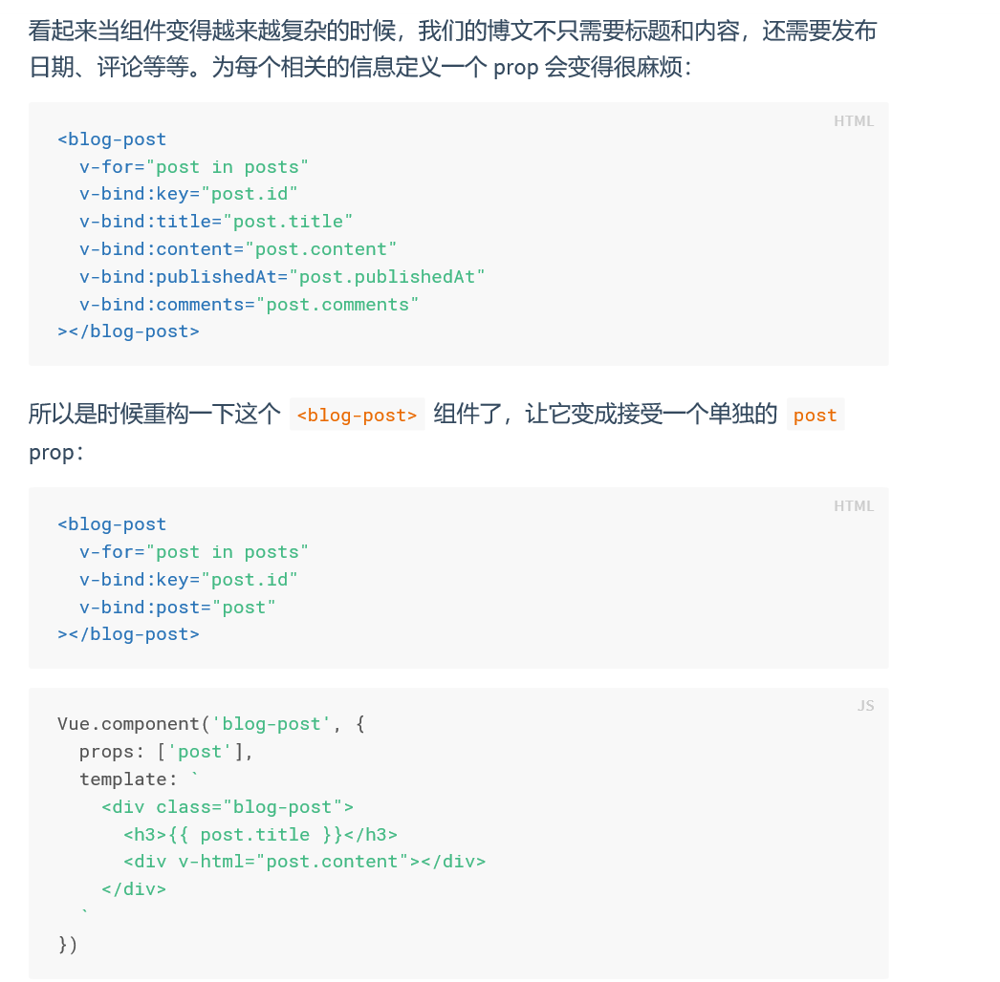 看起来当组件变得越来越复杂的时候，我们的博文不只需要标题和内容，还需要发布
日期、评论等等。为每个相关的信息定义一个 prop 会变得很麻烦：
HTML
<blog-post
  v-for="post in posts"
  v-bind:key="post.id"
  v-bind:title="post.title"
  v-bind:content="post.content"
  v-bind:publishedAt="post.publishedAt"
  v-bind:comments="post.comments"
></blog-post>
所以是时候重构一下这个 <blog-post> 组件了，让它变成接受一个单独的 post
prop：
HTML
<blog-post
  v-for="post in posts"
  v-bind:key="post.id"
  v-bind:post="post"
></blog-post>
JS
Vue.component('blog-post', {
  props: ['post'],
  template: `
    <div class="blog-post">
      <h3>{{ post.title }}</h3>
      <div v-html="post.content"></div>
    </div>
  `
})